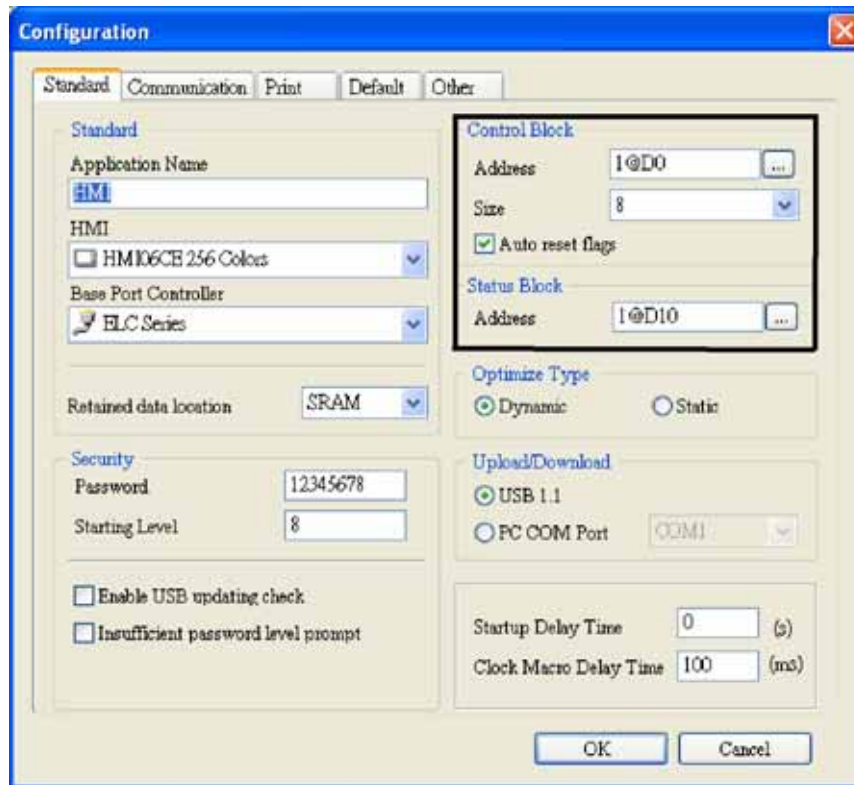 Configuration
Standard Communication Print Default Other
Standard
Application Name
HMI
HMI
HMI06CE 256 Colors
Base Port Controller
ELC Series
Retained data location SRAM
Security
Password 12345678
Starting Level 8
Enable USB updating check
Insufficient password level prompt
Control Block
Address 1@D0 ...
Size 8
Auto reset flags
Status Block
Address 1@D10 ...
Optimize Type
Dynamic Static
Upload/Download
USB 1.1
PC COM Port COM1
Startup Delay Time 0 (s)
Clock Macro Delay Time 100 (ms)
OK Cancel